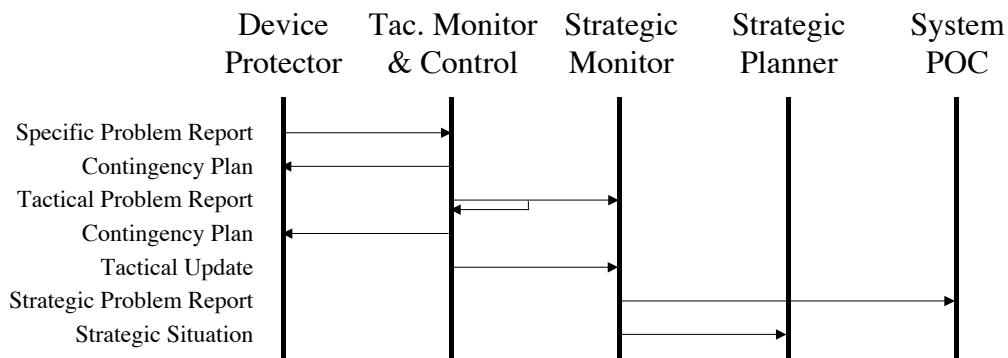 Device
Protector
Tac. Monitor
& Control
Strategic
Monitor
Strategic
Planner
System
POC
Specific Problem Report
Contingency Plan
Tactical Problem Report
Contingency Plan
Tactical Update
Strategic Problem Report
Strategic Situation